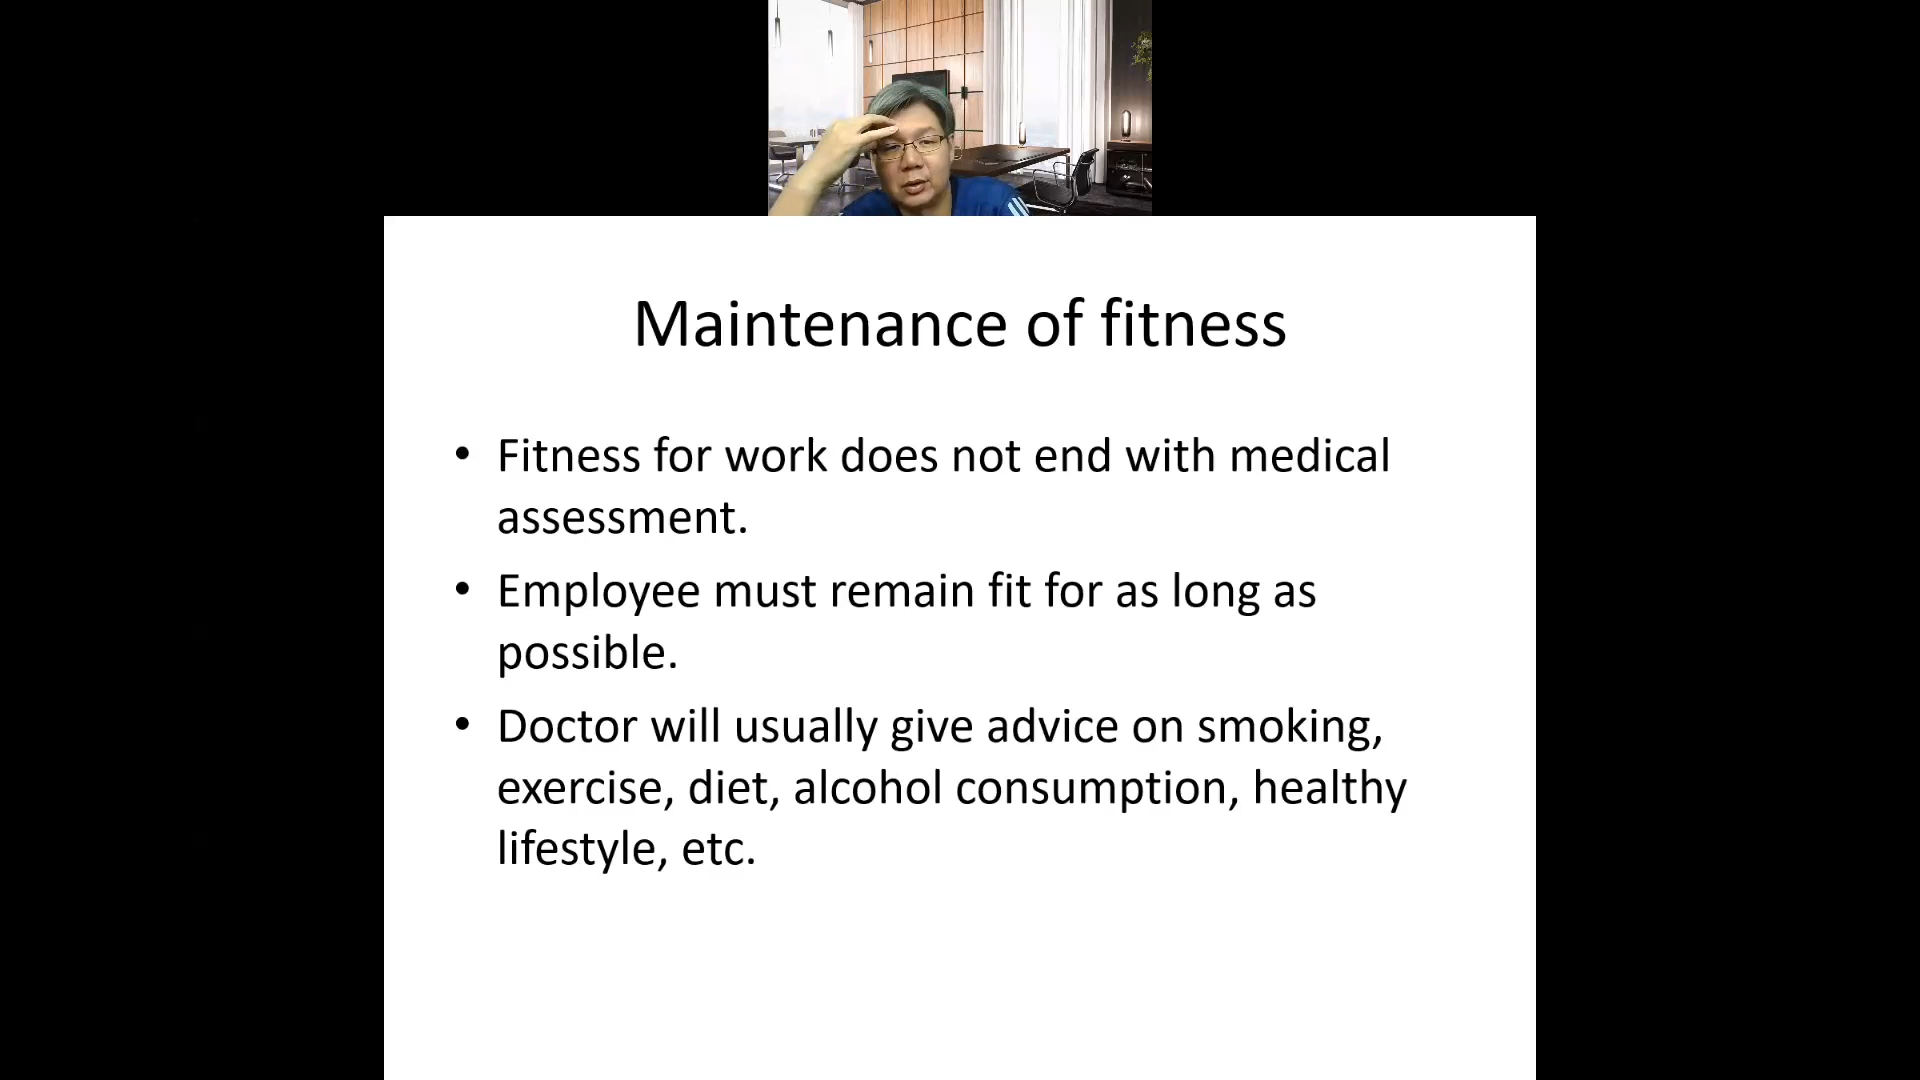 Maintenance of fitness
• Fitness for work does not end with medical
assessment.
• Employee must remain fit for as long as
possible.
• Doctor will usually give advice on smoking,
exercise, diet, alcohol consumption, healthy
lifestyle, etc.